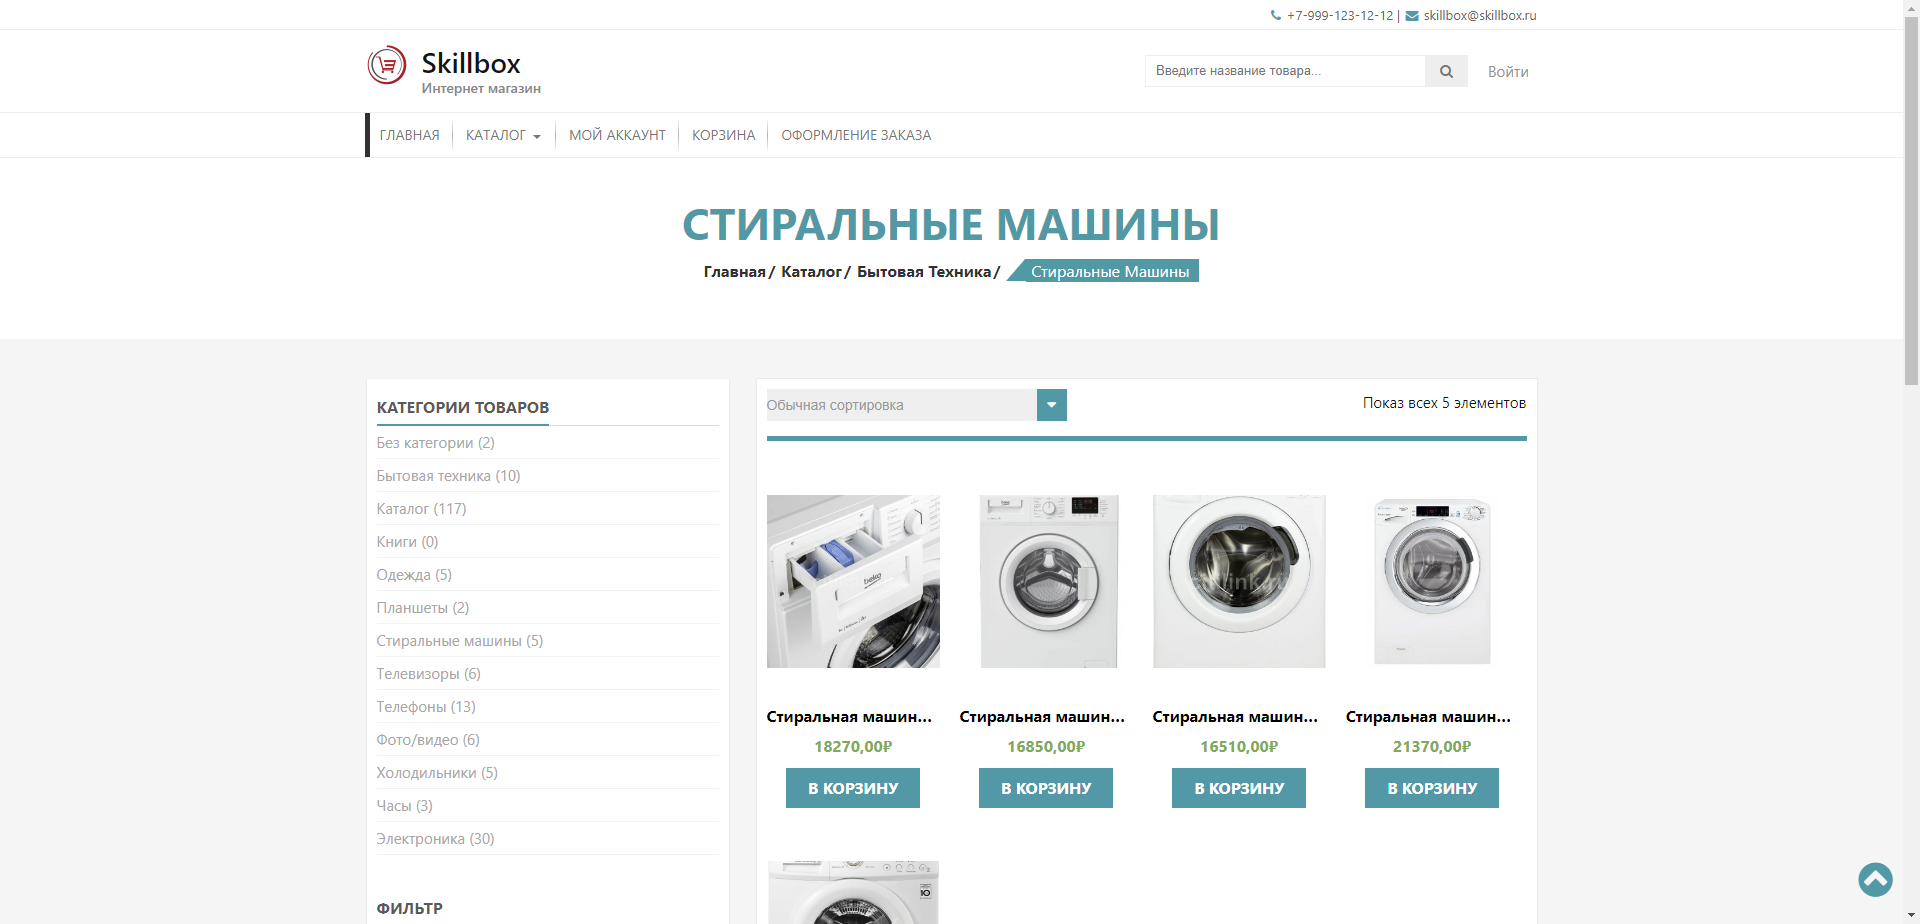 +7-999-123-12-12 | skillbox@skillbox.ru
Skillbox
Интернет магазин
Введите название товара...
Войти
ГЛАВНАЯ
КАТАЛОГ
МОЙ АККАУНТ
КОРЗИНА
ОФОРМЛЕНИЕ ЗАКАЗА
СТИРАЛЬНЫЕ МАШИНЫ
Главная / Каталог / Бытовая Техника / Стиральные Машины
КАТЕГОРИИ ТОВАРОВ
Без категории (2)
Бытовая техника (10)
Каталог (117)
Книги (0)
Одежда (5)
Планшеты (2)
Стиральные машины (5)
Телевизоры (6)
Телефоны (13)
Фото/видео (6)
Холодильники (5)
Часы (3)
Электроника (30)
ФИЛЬТР
Обычная сортировка
Показ всех 5 элементов
beko
Стиральная машин...
18270,00₽
В КОРЗИНУ
Стиральная машин...
16850,00₽
В КОРЗИНУ
Стиральная машин...
16510,00₽
В КОРЗИНУ
Стиральная машин...
21370,00₽
В КОРЗИНУ
10